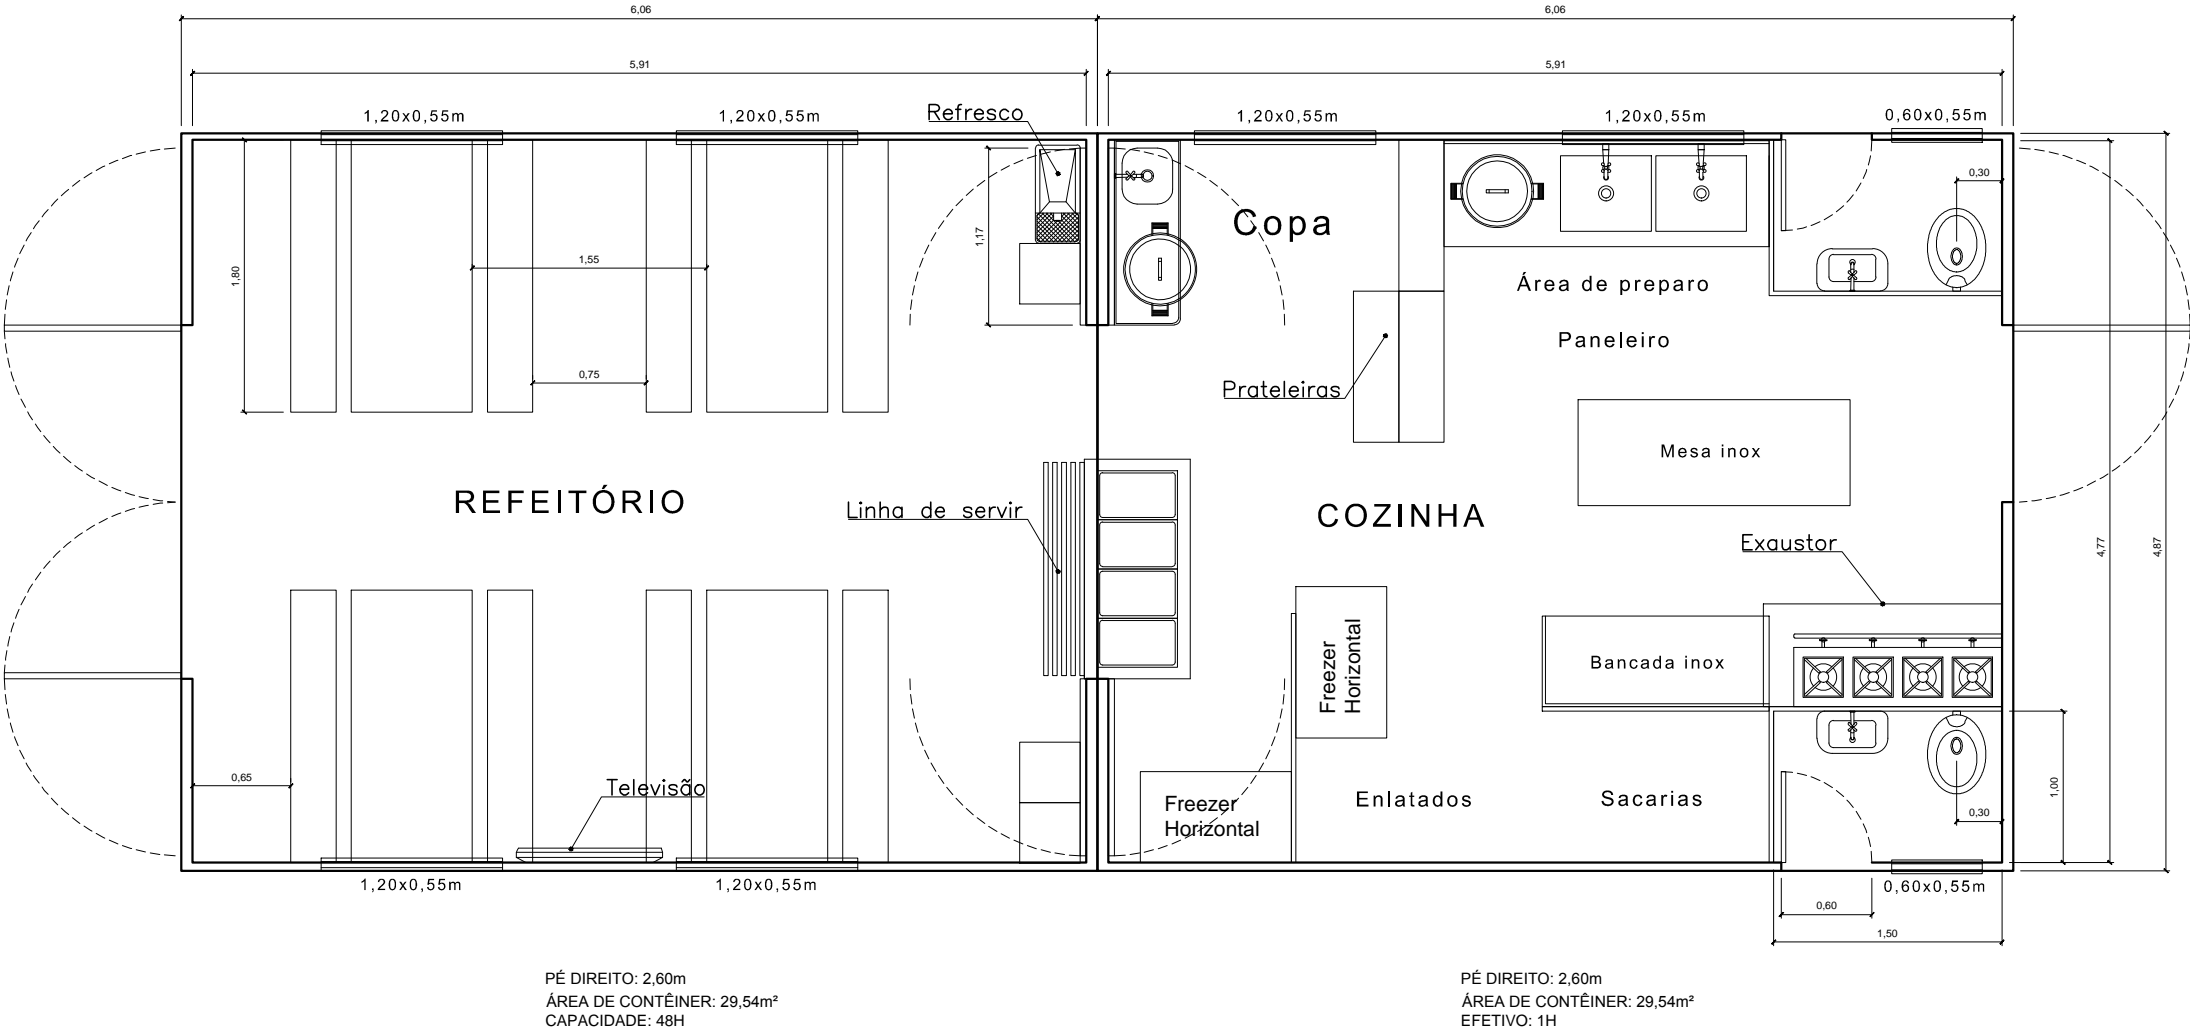 6,06
6,06
5,91
5,91
1,20x0,55m
1,20x0,55m
Refresco
1,20x0,55m
1,20x0,55m
0,60x0,55m
0,30
1,17
Copa
1,80
1,55
Área de preparo
Paneleiro
0,75
Prateleiras
Mesa inox
REFEITÓRIO
Linha de servir
COZINHA
Exaustor
4,77
4,87
Freezer
Horizontal
Bancada inox
0,65
Televisão
Freezer
Horizontal
Enlatados
Sacarias
1,00
0,30
1,20x0,55m
1,20x0,55m
0,60x0,55m
0,60
1,50
PÉ DIREITO: 2,60m
ÁREA DE CONTÊINER: 29,54m²
CAPACIDADE: 48H
PÉ DIREITO: 2,60m
ÁREA DE CONTÊINER: 29,54m²
EFETIVO: 1H